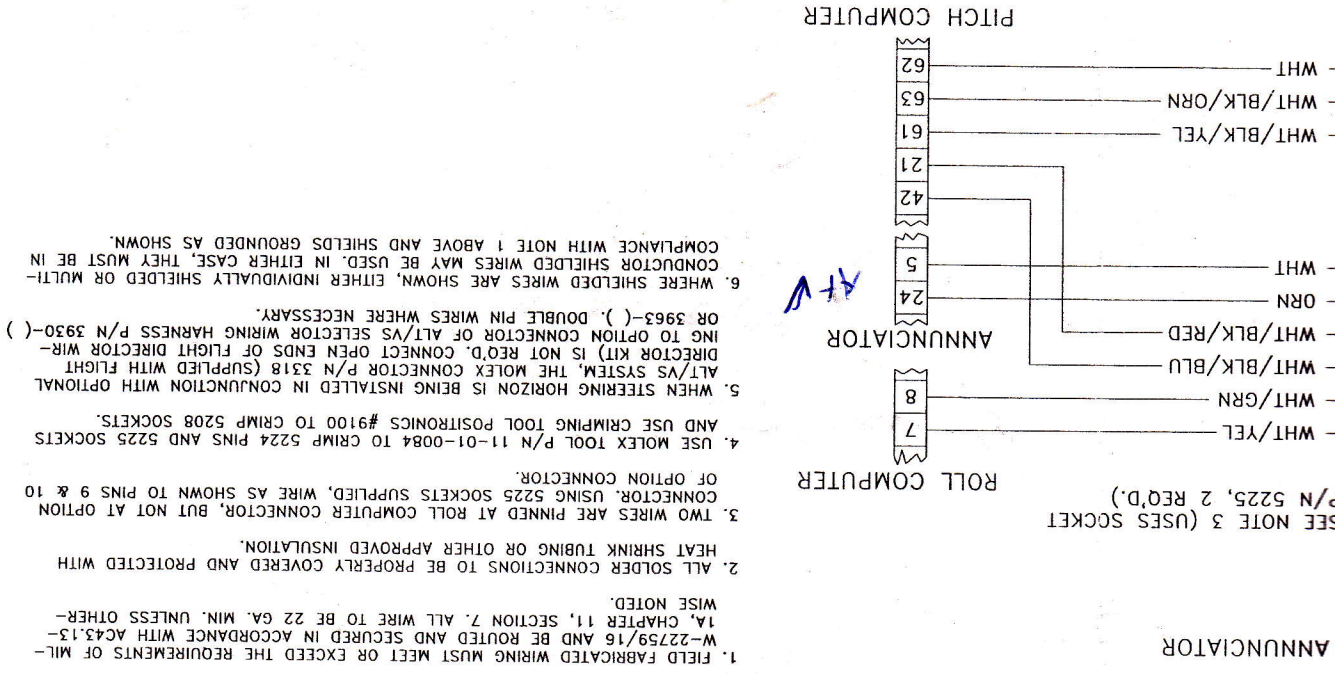 ANNUNCIATOR
SEE NOTE 3 (USES SOCKET
P/N 5225, 2 REQ'D.)
ROLL COMPUTER
WHT/YEL 7
WHT/GRN 8
ANNUNCIATOR
WHT/BLK/BLU
WHT/BLK/RED
ORN 24
WHT 5
42
21
WHT/BLK/YEL 61
WHT/BLK/ORN 63
WHT 62
PITCH COMPUTER
1. FIELD FABRICATED WIRING MUST MEET OR EXCEED THE REQUIREMENTS OF MIL-
W-22759/16 AND BE ROUTED AND SECURED IN ACCORDANCE WITH AC43.13-
1A, CHAPTER 11, SECTION 7. ALL WIRE TO BE 22 GA. MIN. UNLESS OTHER-
WISE NOTED.
2. ALL SOLDER CONNECTIONS TO BE PROPERLY COVERED AND PROTECTED WITH
HEAT SHRINK TUBING OR OTHER APPROVED INSULATION.
3. TWO WIRES ARE PINNED AT ROLL COMPUTER CONNECTOR, BUT NOT AT OPTION
CONNECTOR. USING 5225 SOCKETS SUPPLIED, WIRE AS SHOWN TO PINS 9 & 10
OF OPTION CONNECTOR.
4. USE MOLEX TOOL P/N 11-01-0084 TO CRIMP 5224 PINS AND 5225 SOCKETS
AND USE CRIMPING TOOL POSITRONICS #9100 TO CRIMP 5208 SOCKETS.
5. WHEN STEERING HORIZON IS BEING INSTALLED IN CONJUNCTION WITH OPTIONAL
ALT/VS SYSTEM, THE MOLEX CONNECTOR P/N 3318 (SUPPLIED WITH FLIGHT
DIRECTOR KIT) IS NOT REQ'D. CONNECT OPEN ENDS OF FLIGHT DIRECTOR WIR-
ING TO OPTION CONNECTOR OF ALT/VS SELECTOR WIRING HARNESS P/N 3930-( )
OR 3963-( ). DOUBLE PIN WIRES WHERE NECESSARY.
6. WHERE SHIELDED WIRES ARE SHOWN, EITHER INDIVIDUALLY SHIELDED OR MULTI-
CONDUCTOR SHIELDED WIRES MAY BE USED. IN EITHER CASE, THEY MUST BE IN
COMPLIANCE WITH NOTE 1 ABOVE AND SHIELDS GROUNDED AS SHOWN.